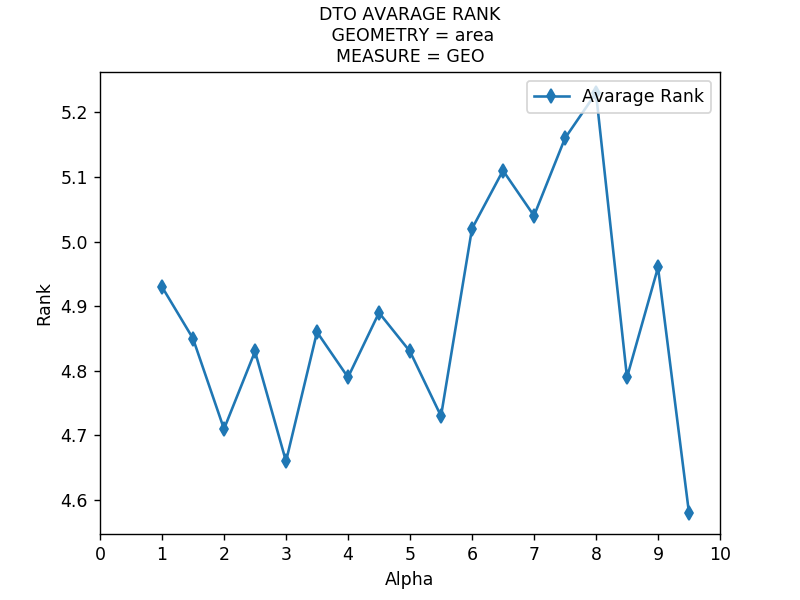 DTO AVARAGE RANK
GEOMETRY = area
MEASURE = GEO
Avarage Rank
5.2
5.1
5.0
4.9
4.8
4.7
4.6
Rank
0 1 2 3 4 5 6 7 8 9 10
Alpha